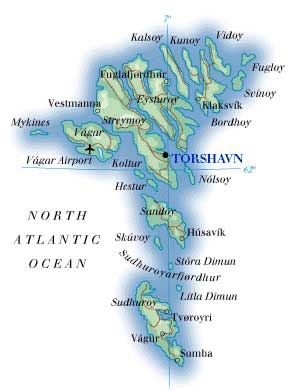 7°
Kalsoy Kunoy Vidoy
Fugloy
Fuglafjørdhur
Svínoy
Eysturoy
Klaksvík
Vestmanna
Bordhoy
Streymoy
Mykines
Vágar
TÓRSHAVN
Vágar Airport
Koltur
62°
Nólsoy
Hestur
Sandoy
NORTH
ATLANTIC
OCEAN
Húsavík
Skúvoy
Sudhuroyarfjørdhur
Stóra Dímun
Lítla Dímun
Sudhuroy
Tvøroyri
Vágur
Sumba